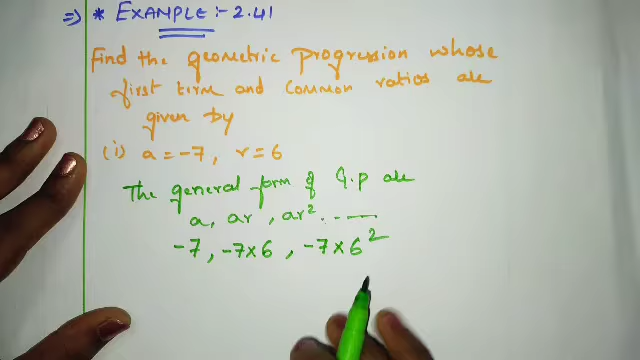 ⇒ * EXAMPLE :- 2.41
Find the geometric progression whose
first term and common ratios are
given by
(i) a = -7, r = 6
The general form of G.p are
a, ar, ar² . - - —
-7, -7×6, -7×6²